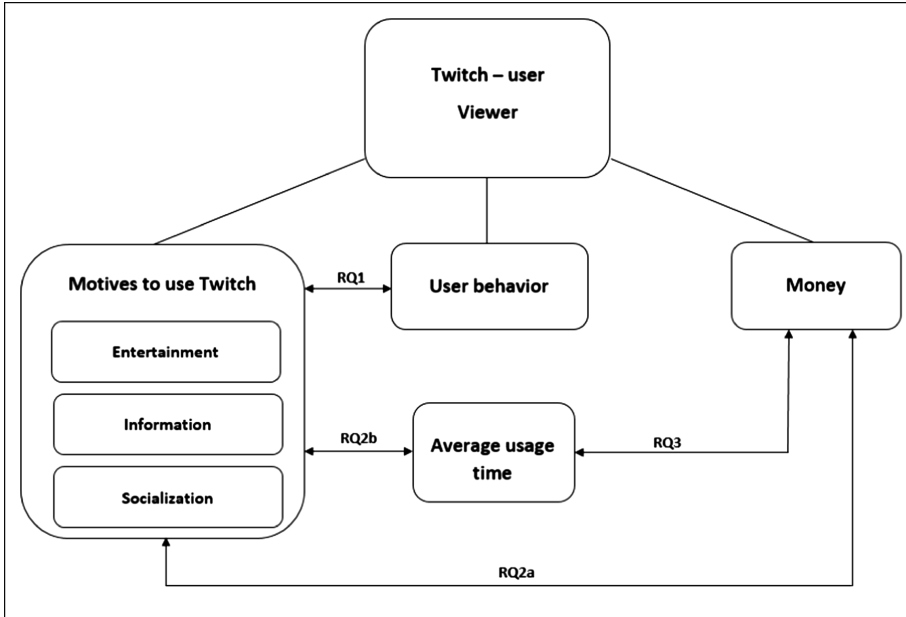 Twitch – user
Viewer
Motives to use Twitch
RQ1
User behavior
Money
Entertainment
Information
RQ2b
Average usage
time
RQ3
Socialization
RQ2a